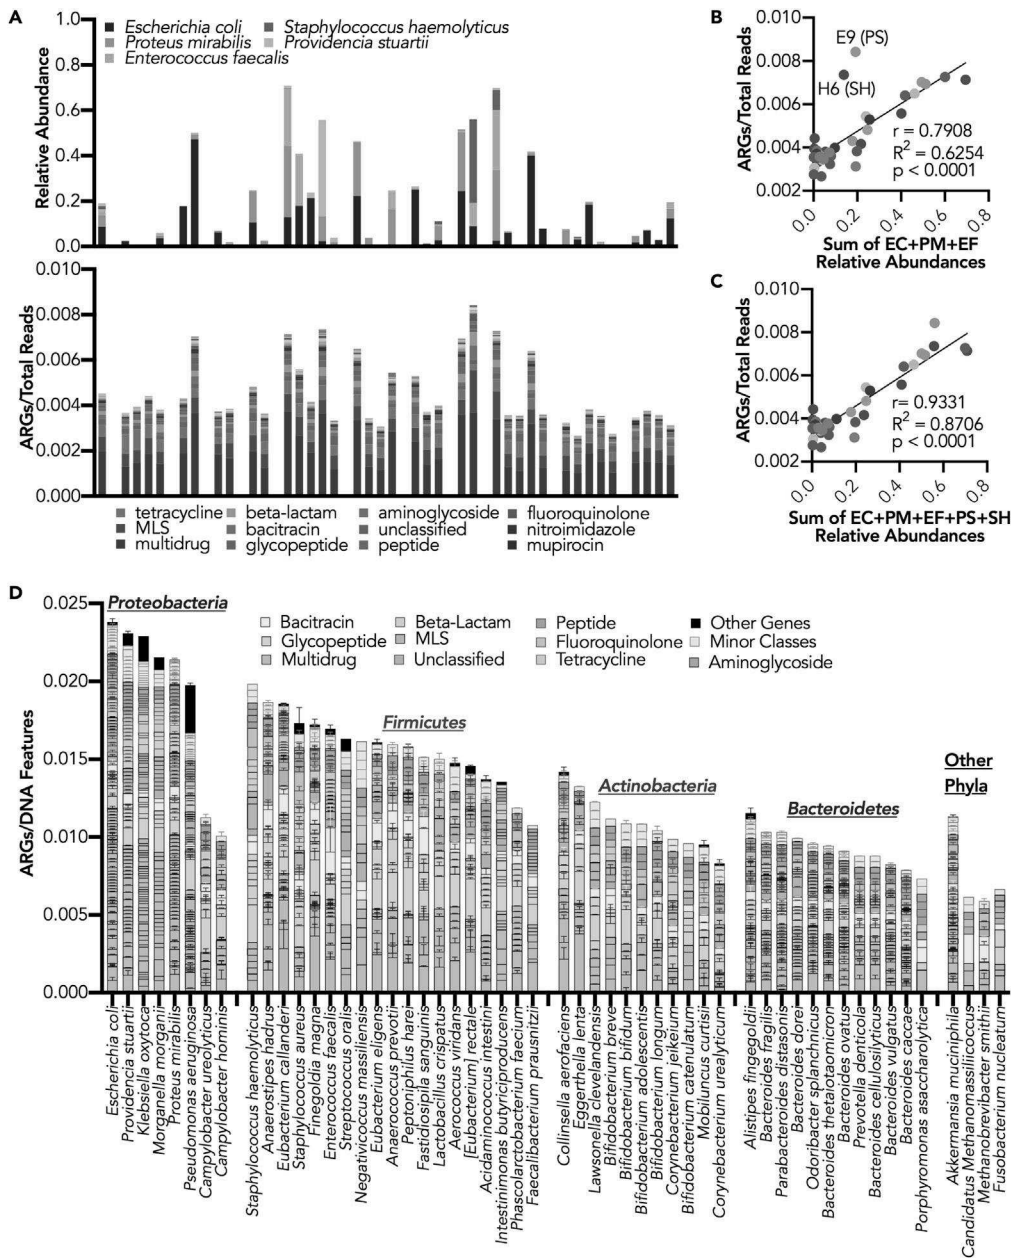 A
1.0
0.8
0.6
0.4
0.2
0.0
Relative Abundance
Escherichia coli
Proteus mirabilis
Enterococcus faecalis
Staphylococcus haemolyticus
Providencia stuartii
0.010
0.008
0.006
0.004
0.002
0.000
ARGs/Total Reads
tetracycline
MLS
multidrug
beta-lactam
bacitracin
glycopeptide
aminoglycoside
unclassified
peptide
fluoroquinolone
nitroimidazole
mupirocin
B
0.010
0.008
0.006
0.004
0.002
ARGs/Total Reads
E9 (PS)
H6 (SH)
r = 0.7908
R2 = 0.6254
p < 0.0001
0.0
0.2
0.4
0.6
0.8
Sum of EC+PM+EF
Relative Abundances
C
0.010
0.008
0.006
0.004
0.002
ARGs/Total Reads
r= 0.9331
R2 = 0.8706
p < 0.0001
0.0
0.2
0.4
0.6
0.8
Sum of EC+PM+EF+PS+SH
Relative Abundances
D
0.025
0.020
0.015
0.010
0.005
0.000
ARGs/DNA Features
Proteobacteria
Bacitracin
Glycopeptide
Multidrug
Beta-Lactam
MLS
Unclassified
Peptide
Fluoroquinolone
Tetracycline
Other Genes
Minor Classes
Aminoglycoside
Firmicutes
Actinobacteria
Bacteroidetes
Other
Phyla
Escherichia coli
Providencia stuartii
Klebsiella oxytoca
Morganella morganii
Proteus mirabilis
Pseudomonas aeruginosa
Campylobacter ureolyticus
Campylobacter hominis
Staphylococcus haemolyticus
Anaerostipes hadrus
Eubacterium callanderi
Staphylococcus aureus
Finegoldia magna
Enterococcus faecalis
Streptococcus oralis
Negativicoccus massiliensis
Eubacterium eligens
Anaerococcus prevotii
Peptoniphilus harei
Fastidiosipila sanguinis
Lactobacillus crispatus
Aerococcus viridans
[Eubacterium] rectale
Acidaminococcus intestini
Intestinimonas butyriciproducens
Phascolarctobacterium faecium
Faecalibacterium prausnitzii
Collinsella aerofaciens
Eggerthella lenta
Lawsonella clevelandensis
Bifidobacterium breve
Bifidobacterium bifidum
Bifidobacterium adolescentis
Bifidobacterium longum
Corynebacterium jeikeium
Bifidobacterium catenulatum
Mobiluncus curtisii
Corynebacterium urealyticum
Alistipes finegoldii
Bacteroides fragilis
Parabacteroides distasonis
Bacteroides dorei
Odoribacter splanchnicus
Bacteroides thetaiotaomicron
Bacteroides ovatus
Prevotella denticola
Bacteroides cellulosilyticus
Bacteroides vulgatus
Bacteroides caccae
Porphyromonas asaccharolytica
Akkermansia muciniphila
Candidatus Methanomassiliicoccus
Methanobrevibacter smithii
Fusobacterium nucleatum